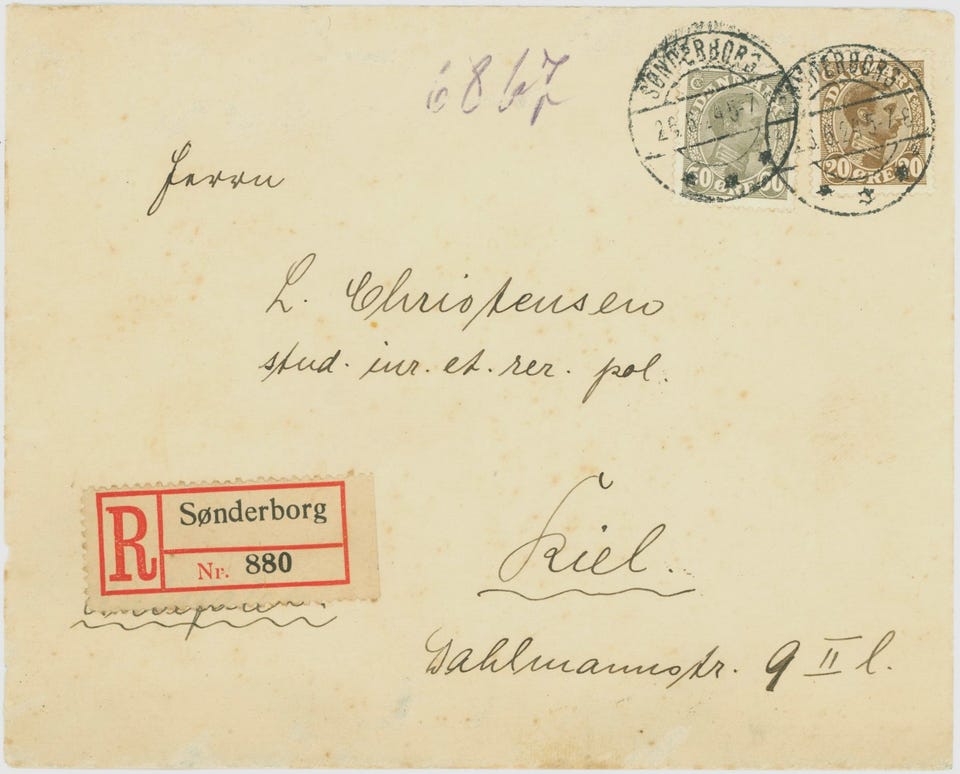 6867
SØNDERBORG
SØNDERBORG
DANMARK
20 ØRE 20
Herrn
L. Christensen
stud. iur. et. rer. pol.
R Sønderborg
Nr. 880
Kiel.
Dahlmannstr. 9 II l.